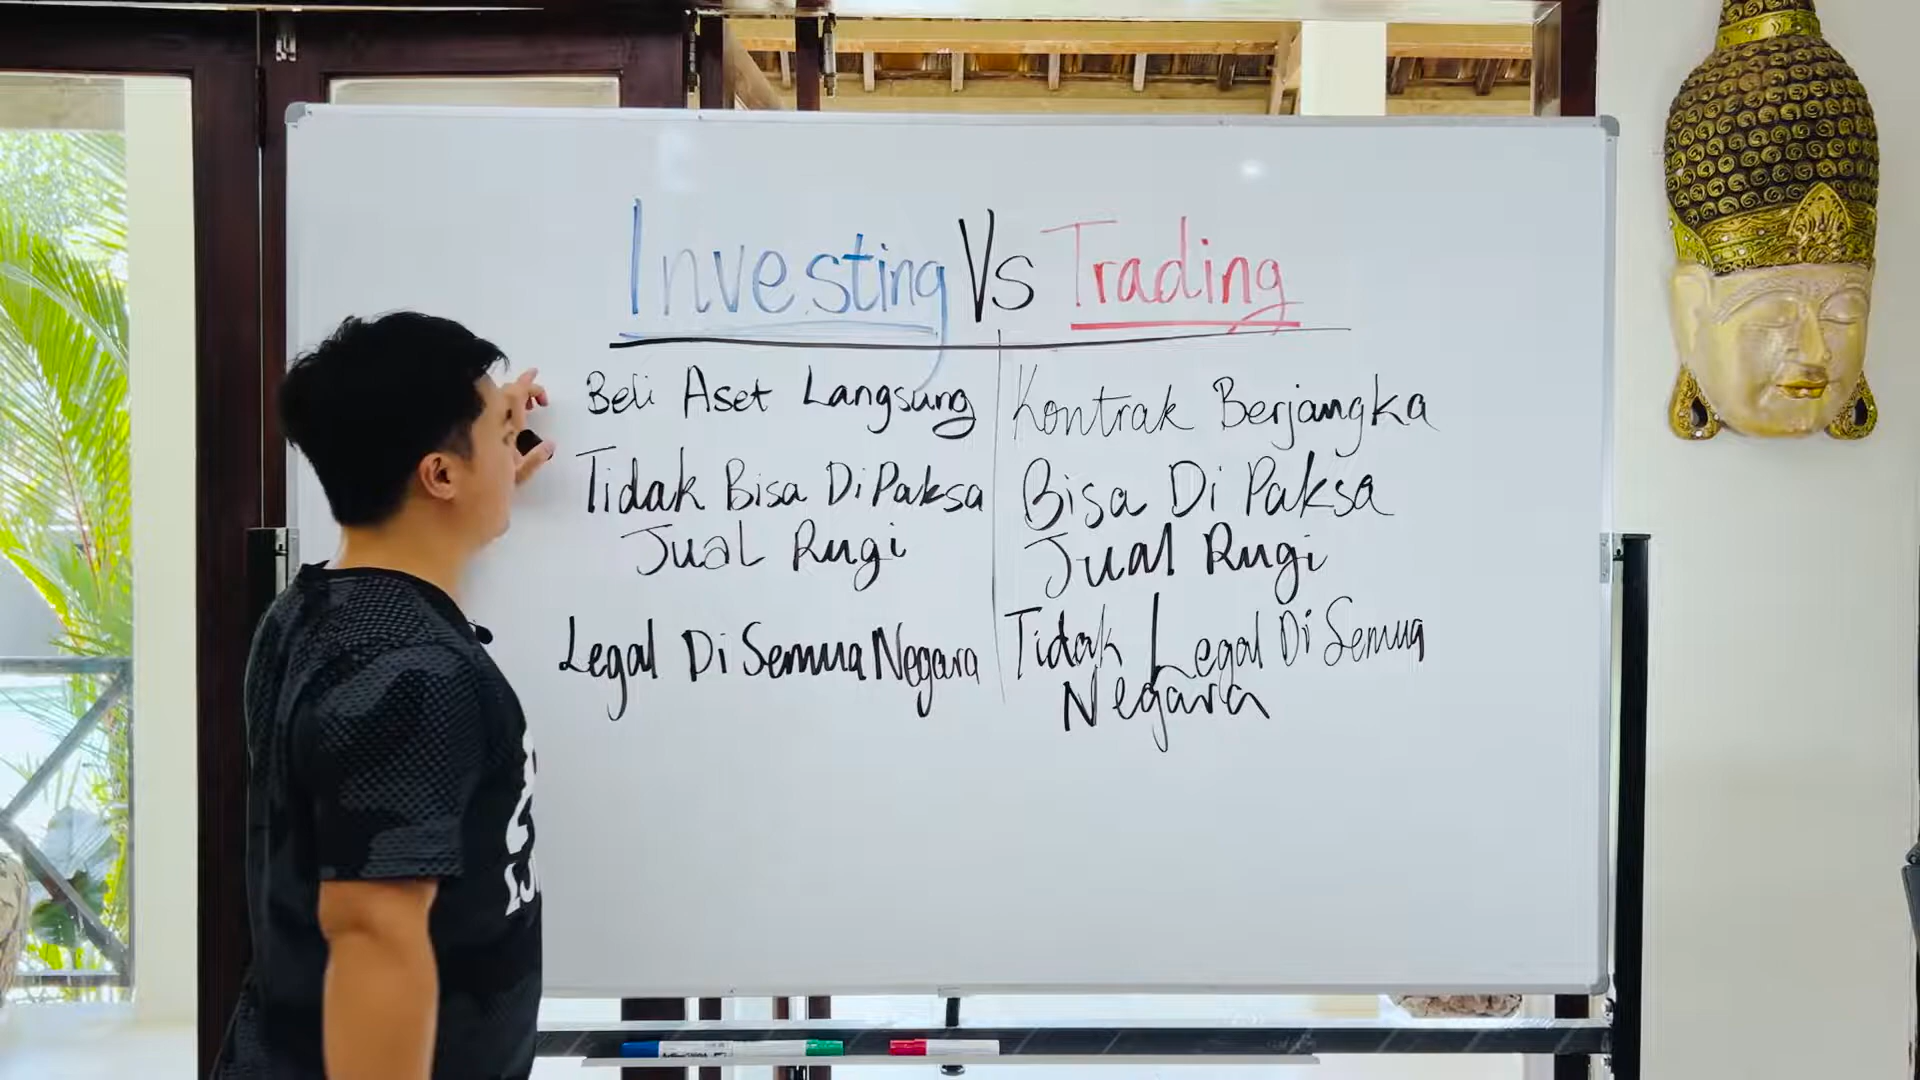 Investing Vs Trading
Beli Aset Langsung
Tidak Bisa Di Paksa
Jual Rugi
Legal Di Semua Negara
Kontrak Berjangka
Bisa Di Paksa
Jual Rugi
Tidak Legal Di Semua
Negara